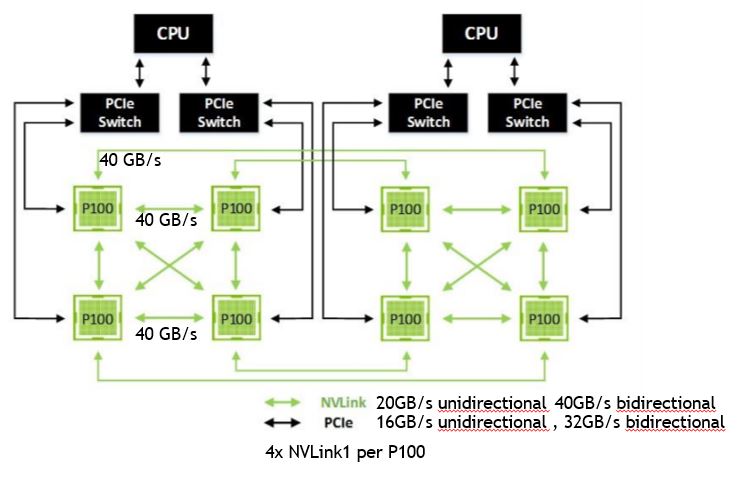 CPU
CPU
PCIe
Switch
PCIe
Switch
PCIe
Switch
PCIe
Switch
40 GB/s
P100
40 GB/s
P100
P100
P100
P100
40 GB/s
P100
P100
P100
NVLink 20GB/s unidirectional 40GB/s bidirectional
PCIe 16GB/s unidirectional , 32GB/s bidirectional
4x NVLink1 per P100